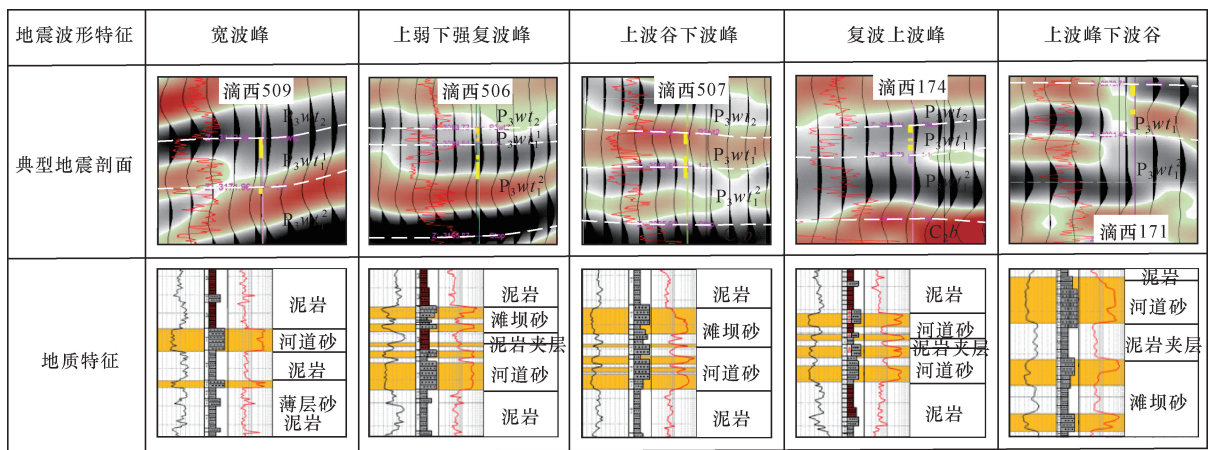 地震波形特征
宽波峰
上弱下强复波峰
上波谷下波峰
复波上波峰
上波峰下波谷
典型地震剖面
滴西509
P₃wt₂
P₃wt₁¹
P₃wt₁²
滴西506
P₃wt₂
P₃wt₁¹
P₃wt₁²
滴西507
P₃wt₂
P₃wt₁¹
P₃wt₁²
滴西174
P₃wt₂
P₃wt₁¹
P₃wt₁²
(C₂b
P₃wt₂
P₃wt₁¹
P₃wt₁²
滴西171
地质特征
泥岩
河道砂
泥岩
薄层砂
泥岩
泥岩
滩坝砂
泥岩夹层
河道砂
泥岩
泥岩
滩坝砂
河道砂
泥岩
泥岩
河道砂
泥岩夹层
河道砂
泥岩
泥岩
河道砂
泥岩夹层
滩坝砂